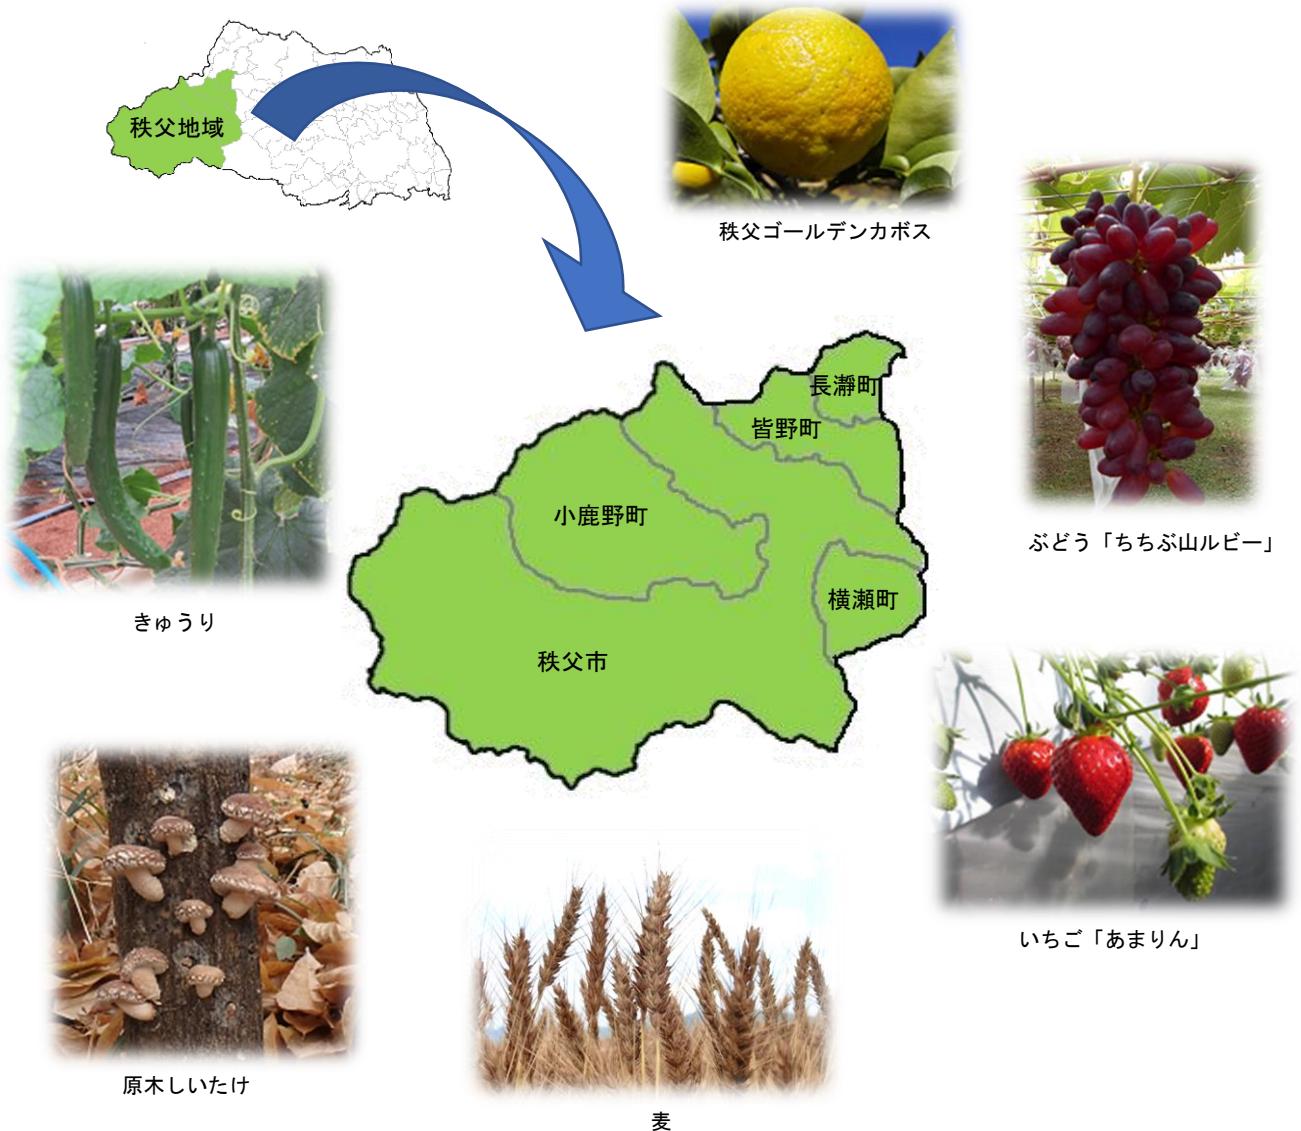 秩父地域
秩父ゴールデンカボス
ぶどう「ちちぶ山ルビー」
長瀞町
皆野町
小鹿野町
横瀬町
秩父市
きゅうり
いちご「あまりん」
原木しいたけ
麦